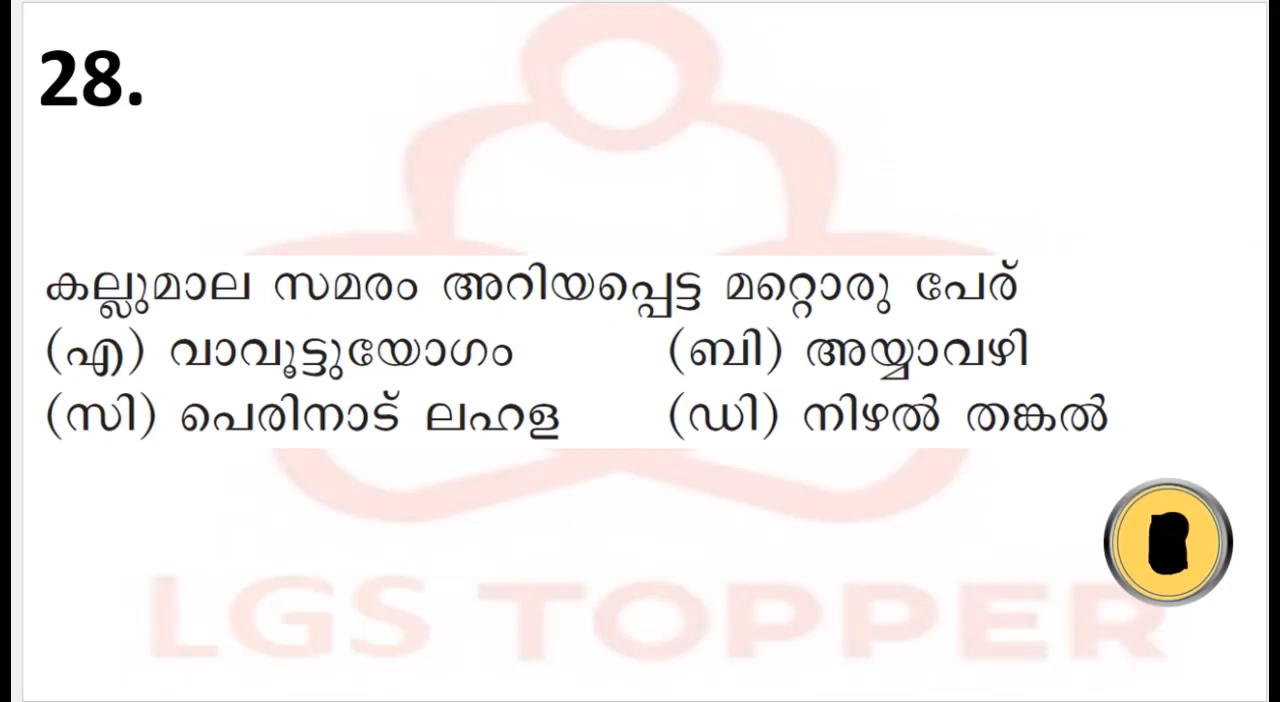 28.
കല്ലുമാല സമരം അറിയപ്പെട്ട മറ്റൊരു പേര്
(എ) വാവൂട്ടുയോഗം (ബി) അയ്യാവഴി
(സി) പെരിനാട് ലഹള (ഡി) നിഴൽ തങ്കൽ
LGS TOPPER